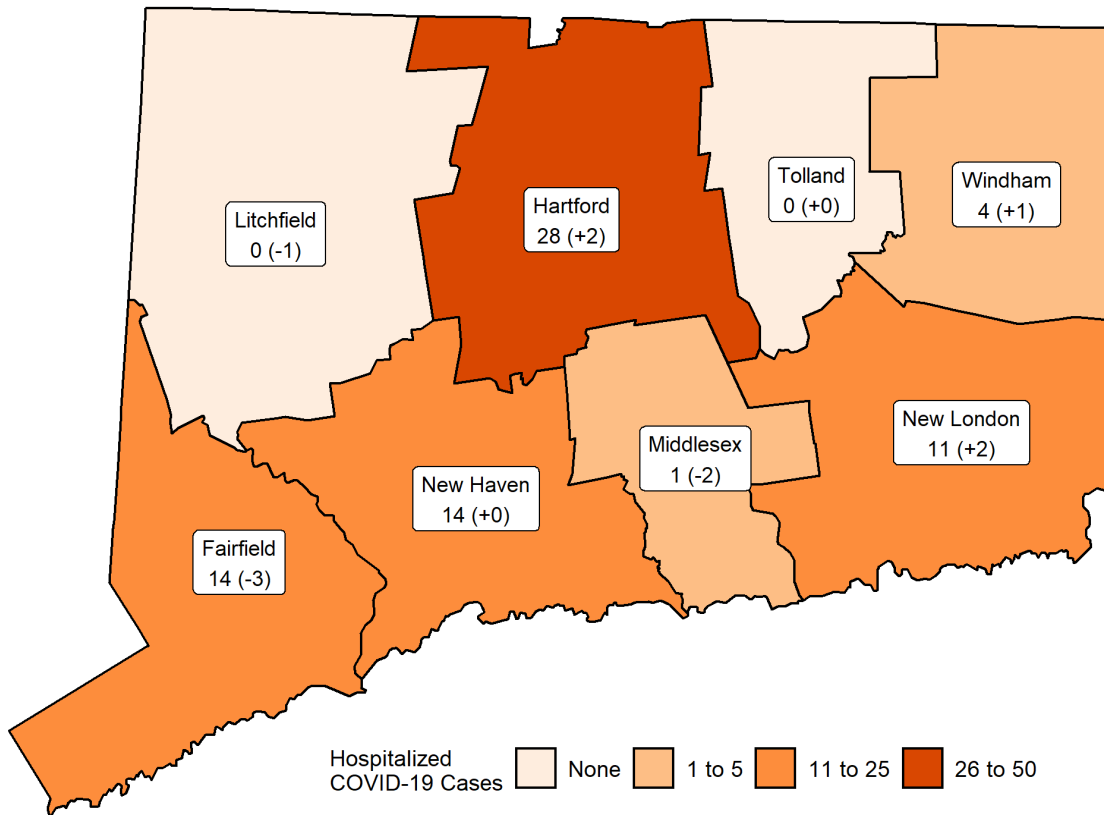 Tolland
0 (+0)
Windham
4 (+1)
Litchfield
0 (-1)
Hartford
28 (+2)
New London
11 (+2)
Middlesex
1 (-2)
New Haven
14 (+0)
Fairfield
14 (-3)
Hospitalized
COVID-19 Cases
None
1 to 5
11 to 25
26 to 50